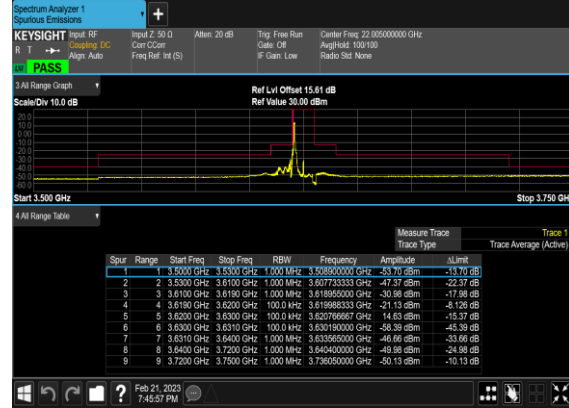 Spectrum Analyzer 1
Spurious Emissions
KEYSIGHT Input: RF Input Z: 50 Ω Atten: 20 dB Trig: Free Run Center Freq: 22.005000000 GHz
R T Coupling: DC Corr CCorr Gate: Off Avg|Hold: 100/100
Align: Auto Freq Ref: Int (S) IF Gain: Low Radio Std: None
PASS
3 All Range Graph
Ref Lvl Offset 15.61 dB
Scale/Div 10.0 dB Ref Value 30.00 dBm
20.0
10.0
0.00
-10.0
-20.0
-30.0
-40.0
-50.0
-60.0
Start 3.500 GHz Stop 3.750 GH
4 All Range Table
Measure Trace Trace 1
Trace Type Trace Average (Active)
Spur Range Start Freq Stop Freq RBW Frequency Amplitude ΔLimit
1 1 3.5000 GHz 3.5300 GHz 1.000 MHz 3.508900000 GHz -53.70 dBm -13.70 dB
2 2 3.5300 GHz 3.6100 GHz 1.000 MHz 3.607733333 GHz -47.37 dBm -22.37 dB
3 3 3.6100 GHz 3.6190 GHz 1.000 MHz 3.618955000 GHz -30.98 dBm -17.98 dB
4 4 3.6190 GHz 3.6200 GHz 100.0 kHz 3.619988333 GHz -21.13 dBm -8.126 dB
5 5 3.6200 GHz 3.6300 GHz 100.0 kHz 3.620766667 GHz 14.63 dBm -15.37 dB
6 6 3.6300 GHz 3.6310 GHz 100.0 kHz 3.630190000 GHz -58.39 dBm -45.39 dB
7 7 3.6310 GHz 3.6400 GHz 1.000 MHz 3.633565000 GHz -46.66 dBm -33.66 dB
8 8 3.6400 GHz 3.7200 GHz 1.000 MHz 3.640400000 GHz -49.98 dBm -24.98 dB
9 9 3.7200 GHz 3.7500 GHz 1.000 MHz 3.736050000 GHz -50.13 dBm -10.13 dB
Feb 21, 2023
7:45:57 PM